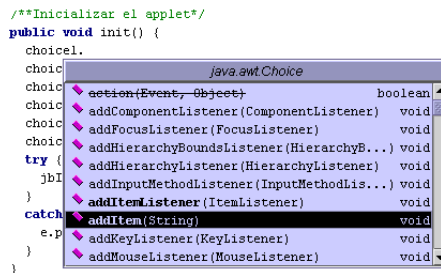 /**Inicializar el applet*/
public void init() {
choice1.
choic
java.awt.Choice
choic
action(Event, Object) boolean
choic
addComponentListener(ComponentListener) void
choic
addFocusListener(FocusListener) void
choic
addHierarchyBoundsListener(HierarchyB...) void
try {
addHierarchyListener(HierarchyListener) void
jbI
addInputMethodListener(InputMethodLis...) void
}
addItemListener(ItemListener) void
catch
addItem(String) void
e.p
addKeyListener(KeyListener) void
}
addMouseListener(MouseListener) void
}